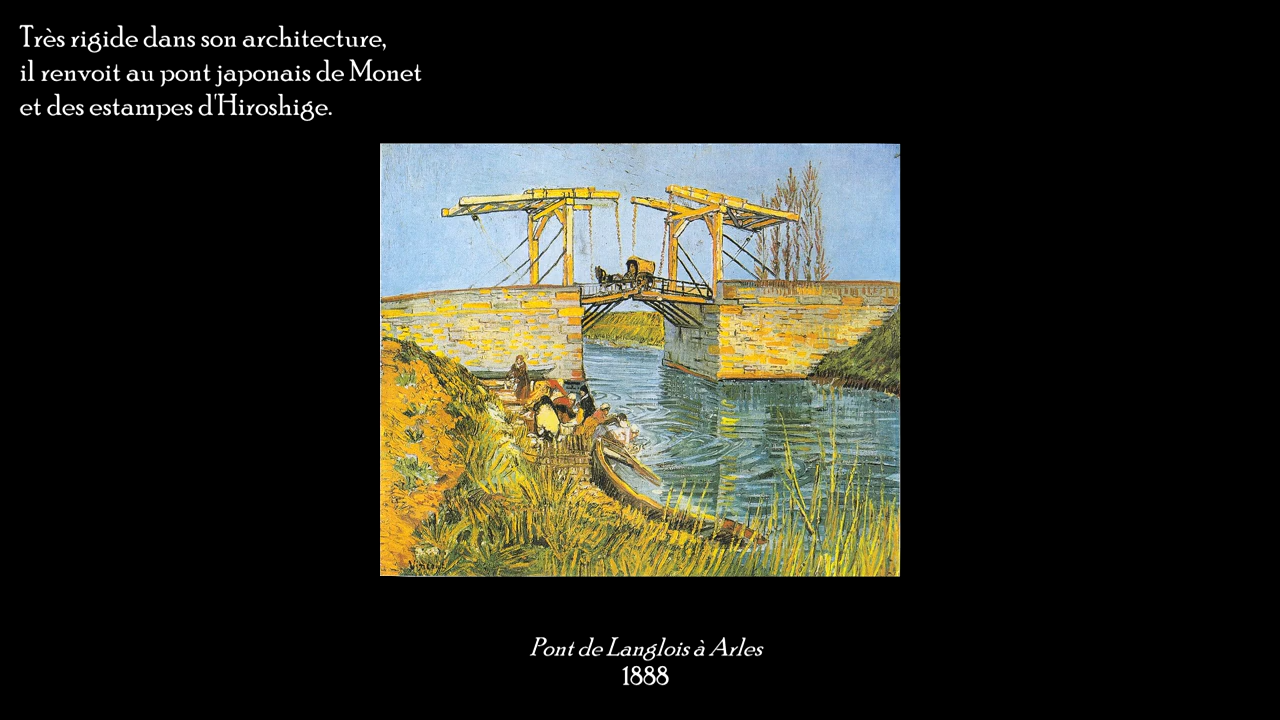 Très rigide dans son architecture,
il renvoit au pont japonais de Monet
et des estampes d'Hiroshige.
Vincent
Pont de Langlois à Arles
1888